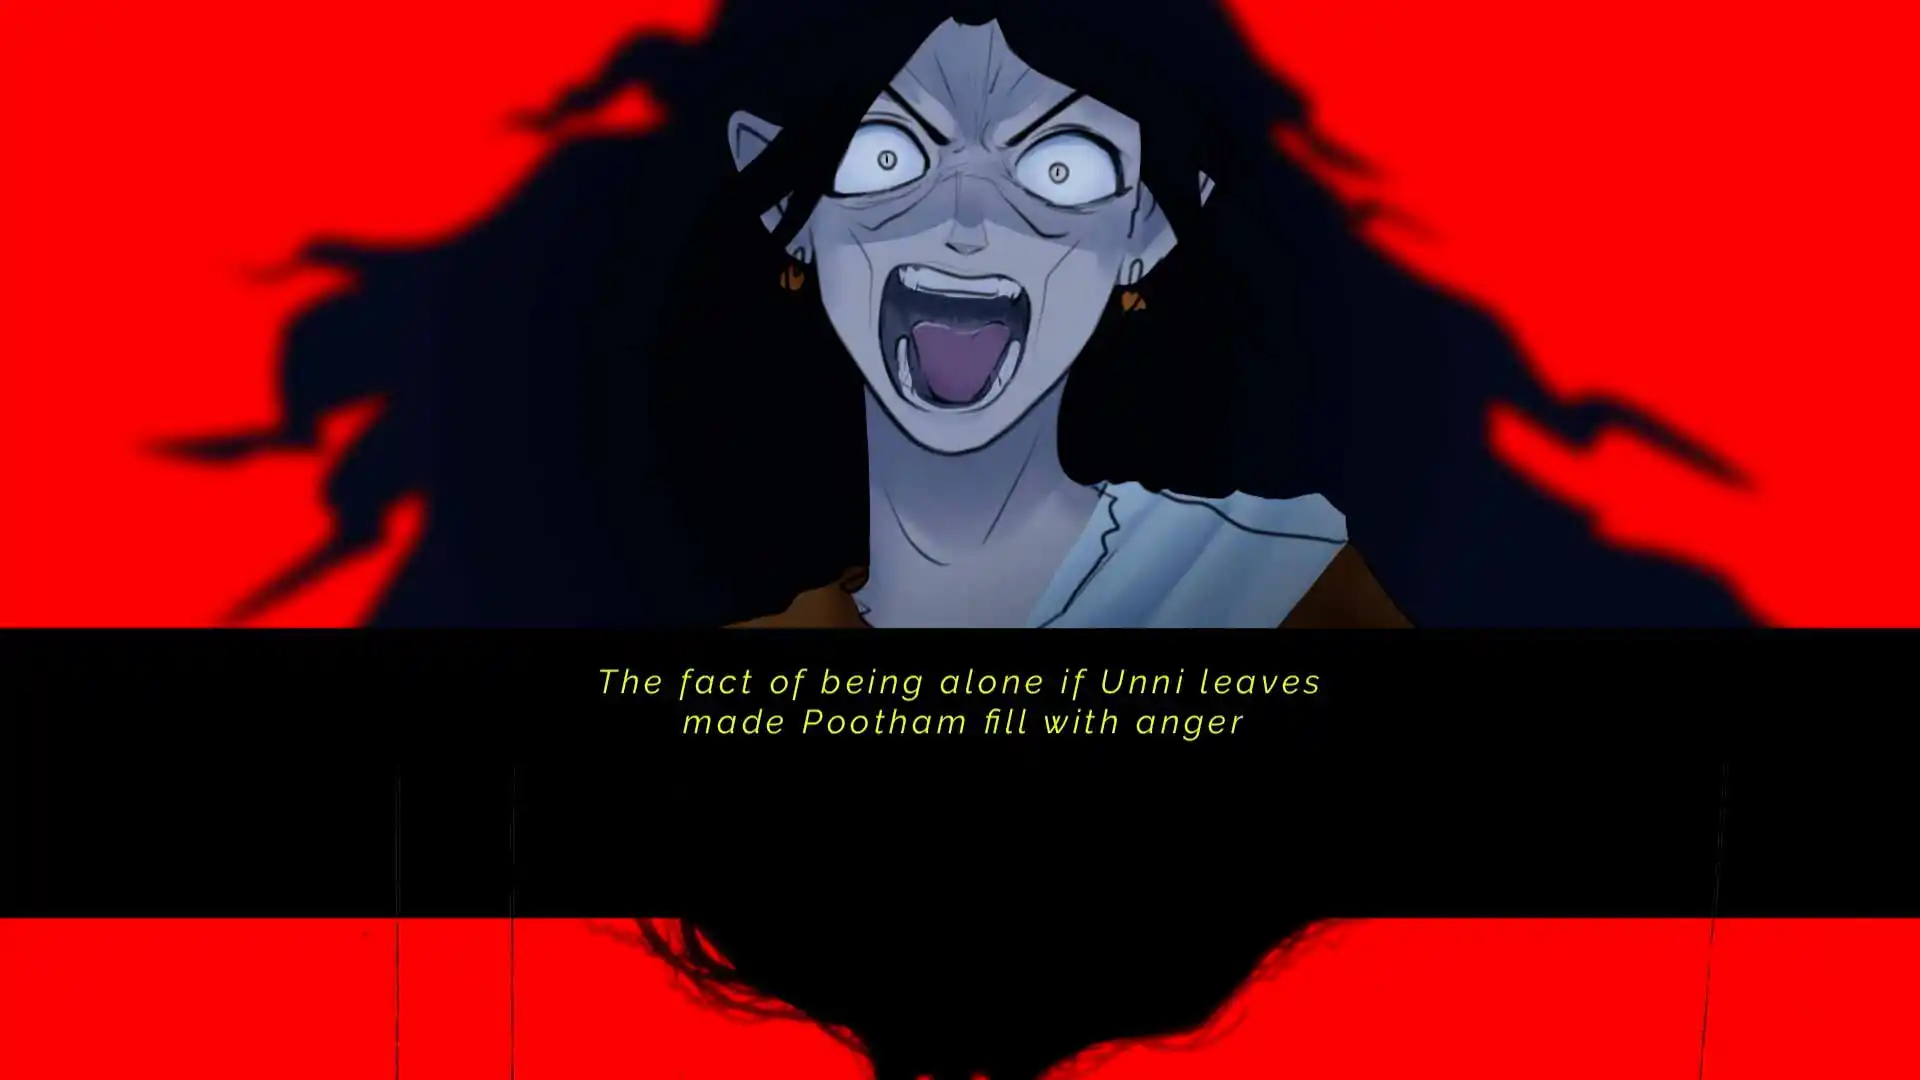 The fact of being alone if Unni leaves
made Pootham fill with anger